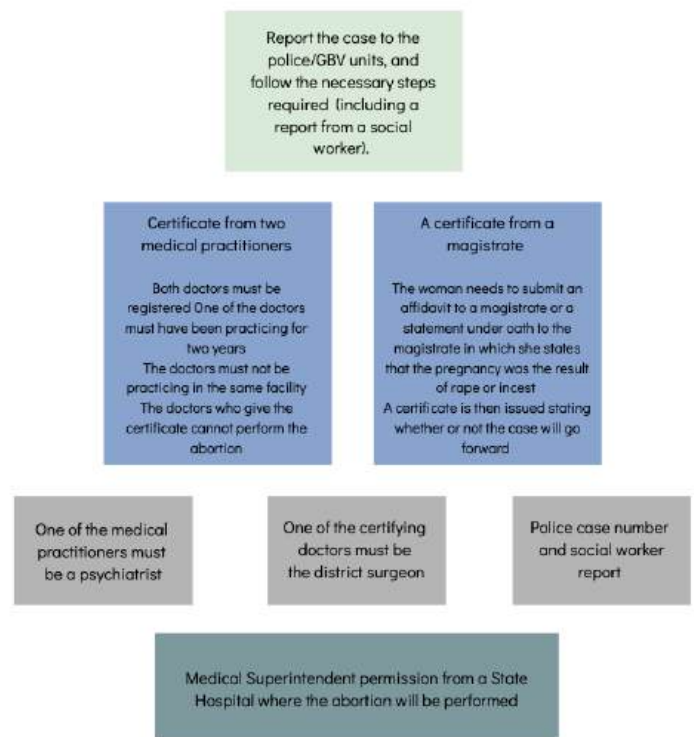 Report the case to the
police/GBV units, and
follow the necessary steps
required (including a
report from a social
worker).
Certificate from two
medical practitioners
Both doctors must be
registered One of the doctors
must have been practicing for
two years
The doctors must not be
practicing in the same facility
The doctors who give the
certificate cannot perform the
abortion
A certificate from a
magistrate
The woman needs to submit an
affidavit to a magistrate or a
statement under oath to the
magistrate in which she states
that the pregnancy was the result
of rape or incest
A certificate is then issued stating
whether or not the case will go
forward
One of the medical
practitioners must
be a psychiatrist
One of the certifying
doctors must be
the district surgeon
Police case number
and social worker
report
Medical Superintendent permission from a State
Hospital where the abortion will be performed